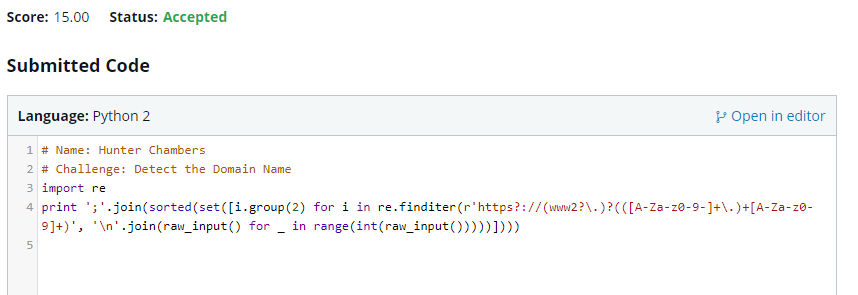 Score: 15.00 Status: Accepted
Submitted Code
Language: Python 2 Open in editor
1 # Name: Hunter Chambers
2 # Challenge: Detect the Domain Name
3 import re
4 print ';'.join(sorted(set([i.group(2) for i in re.finditer(r'https?://(www2?\.)?(([A-Za-z0-9-]+\.)+[A-Za-z0-
9]+)', '\n'.join(raw_input() for _ in range(int(raw_input()))))])))
5